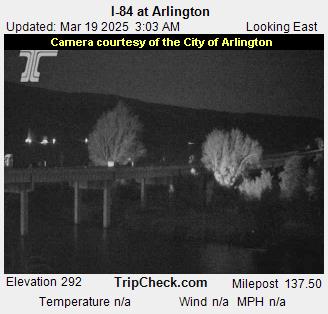 I-84 at Arlington
Updated: Mar 19 2025 3:03 AM Looking East
Camera courtesy of the City of Arlington
Elevation 292 TripCheck.com Milepost 137.50
Temperature n/a Wind n/a MPH n/a